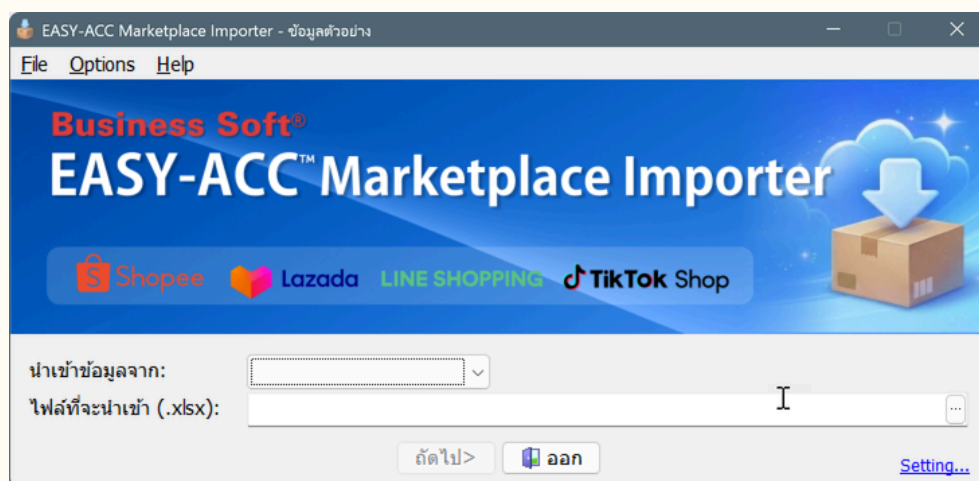 EASY-ACC Marketplace Importer - ข้อมูลตัวอย่าง
File Options Help
Business Soft®
EASY-ACC™ Marketplace Importer
S Shopee Lazada LINE SHOPPING TikTok Shop
นำเข้าข้อมูลจาก:
ไฟล์ที่จะนำเข้า (.xlsx): ...
ถัดไป> ออก
Setting...